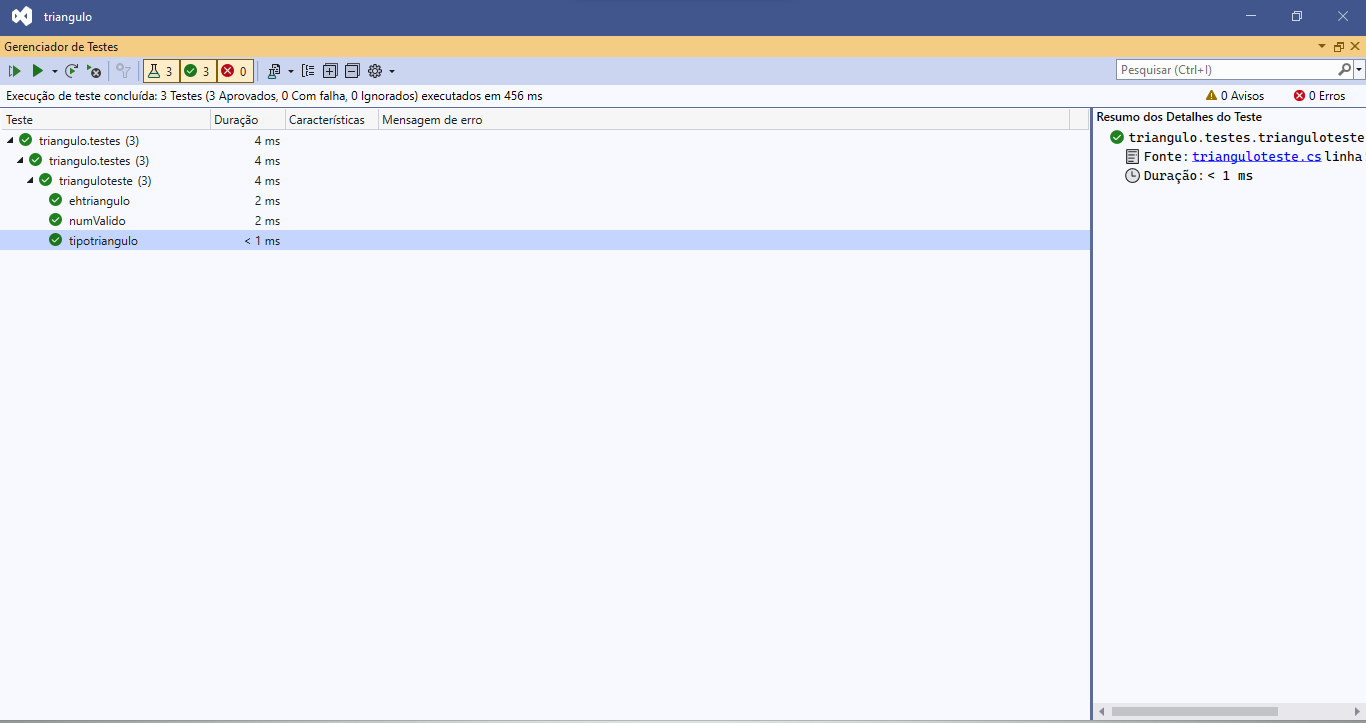 triangulo
Gerenciador de Testes
3 3 0
Pesquisar (Ctrl+I)
Execução de teste concluída: 3 Testes (3 Aprovados, 0 Com falha, 0 Ignorados) executados em 456 ms
0 Avisos 0 Erros
Teste Duração Características Mensagem de erro
triangulo.testes (3) 4 ms
triangulo.testes (3) 4 ms
trianguloteste (3) 4 ms
ehtriangulo 2 ms
numValido 2 ms
tipotriangulo < 1 ms
Resumo dos Detalhes do Teste
triangulo.testes.trianguloteste
Fonte: trianguloteste.cs linha
Duração: < 1 ms